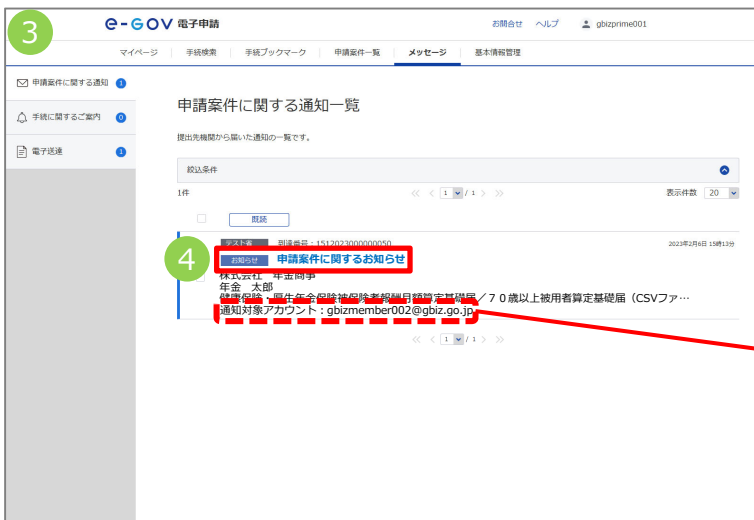 3
e-GOV 電子申請
お問合せ ヘルプ gbizprime001
マイページ 手続検索 手続ブックマーク 申請案件一覧 メッセージ 基本情報管理
申請案件に関する通知 1
手続に関するご案内 0
電子送達 1
申請案件に関する通知一覧
提出先機関から届いた通知の一覧です。
絞込条件
1件 << < 1 / 1 > >> 表示件数 20
既読
テスト省 到達番号：1512023000000050 2023年2月6日 15時13分
4 お知らせ 申請案件に関するお知らせ
株式会社 年金商事
年金 太郎
健康保険・厚生年金保険被保険者報酬月額算定基礎届／７０歳以上被用者算定基礎届（CSVファ…
通知対象アカウント：gbizmember002@gbiz.go.jp
<< < 1 / 1 > >>